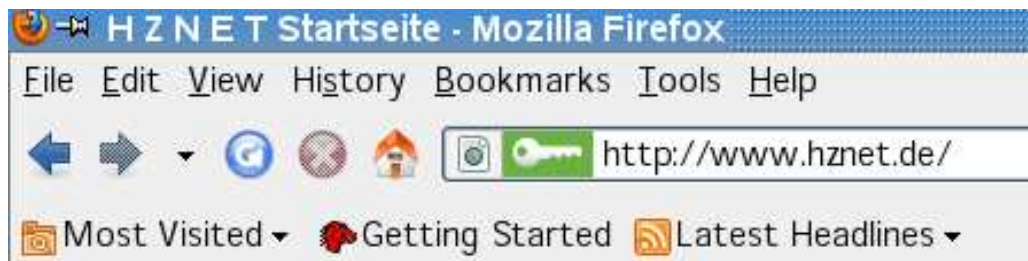 H Z N E T Startseite - Mozilla Firefox
File Edit View History Bookmarks Tools Help
http://www.hznet.de/
Most Visited Getting Started Latest Headlines